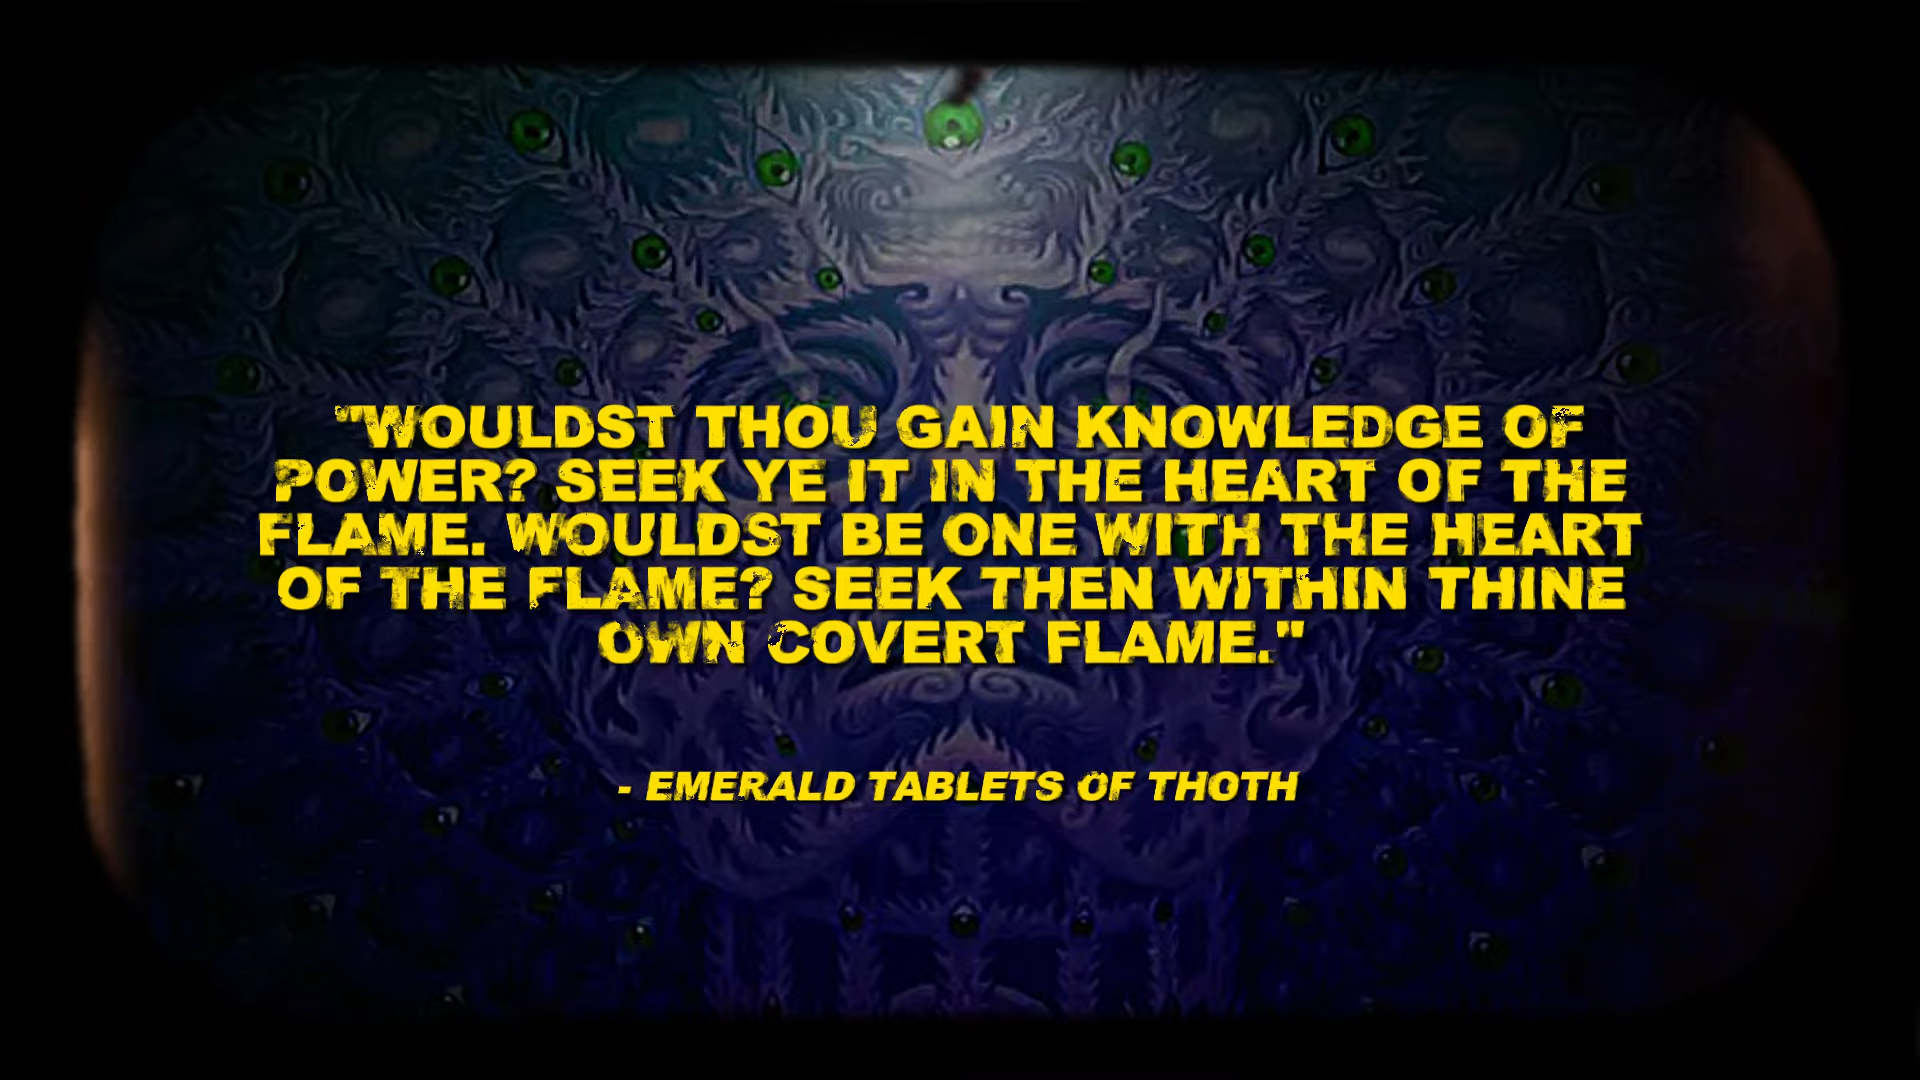 "WOULDST THOU GAIN KNOWLEDGE OF
POWER? SEEK YE IT IN THE HEART OF THE
FLAME. WOULDST BE ONE WITH THE HEART
OF THE FLAME? SEEK THEN WITHIN THINE
OWN COVERT FLAME."
- EMERALD TABLETS OF THOTH